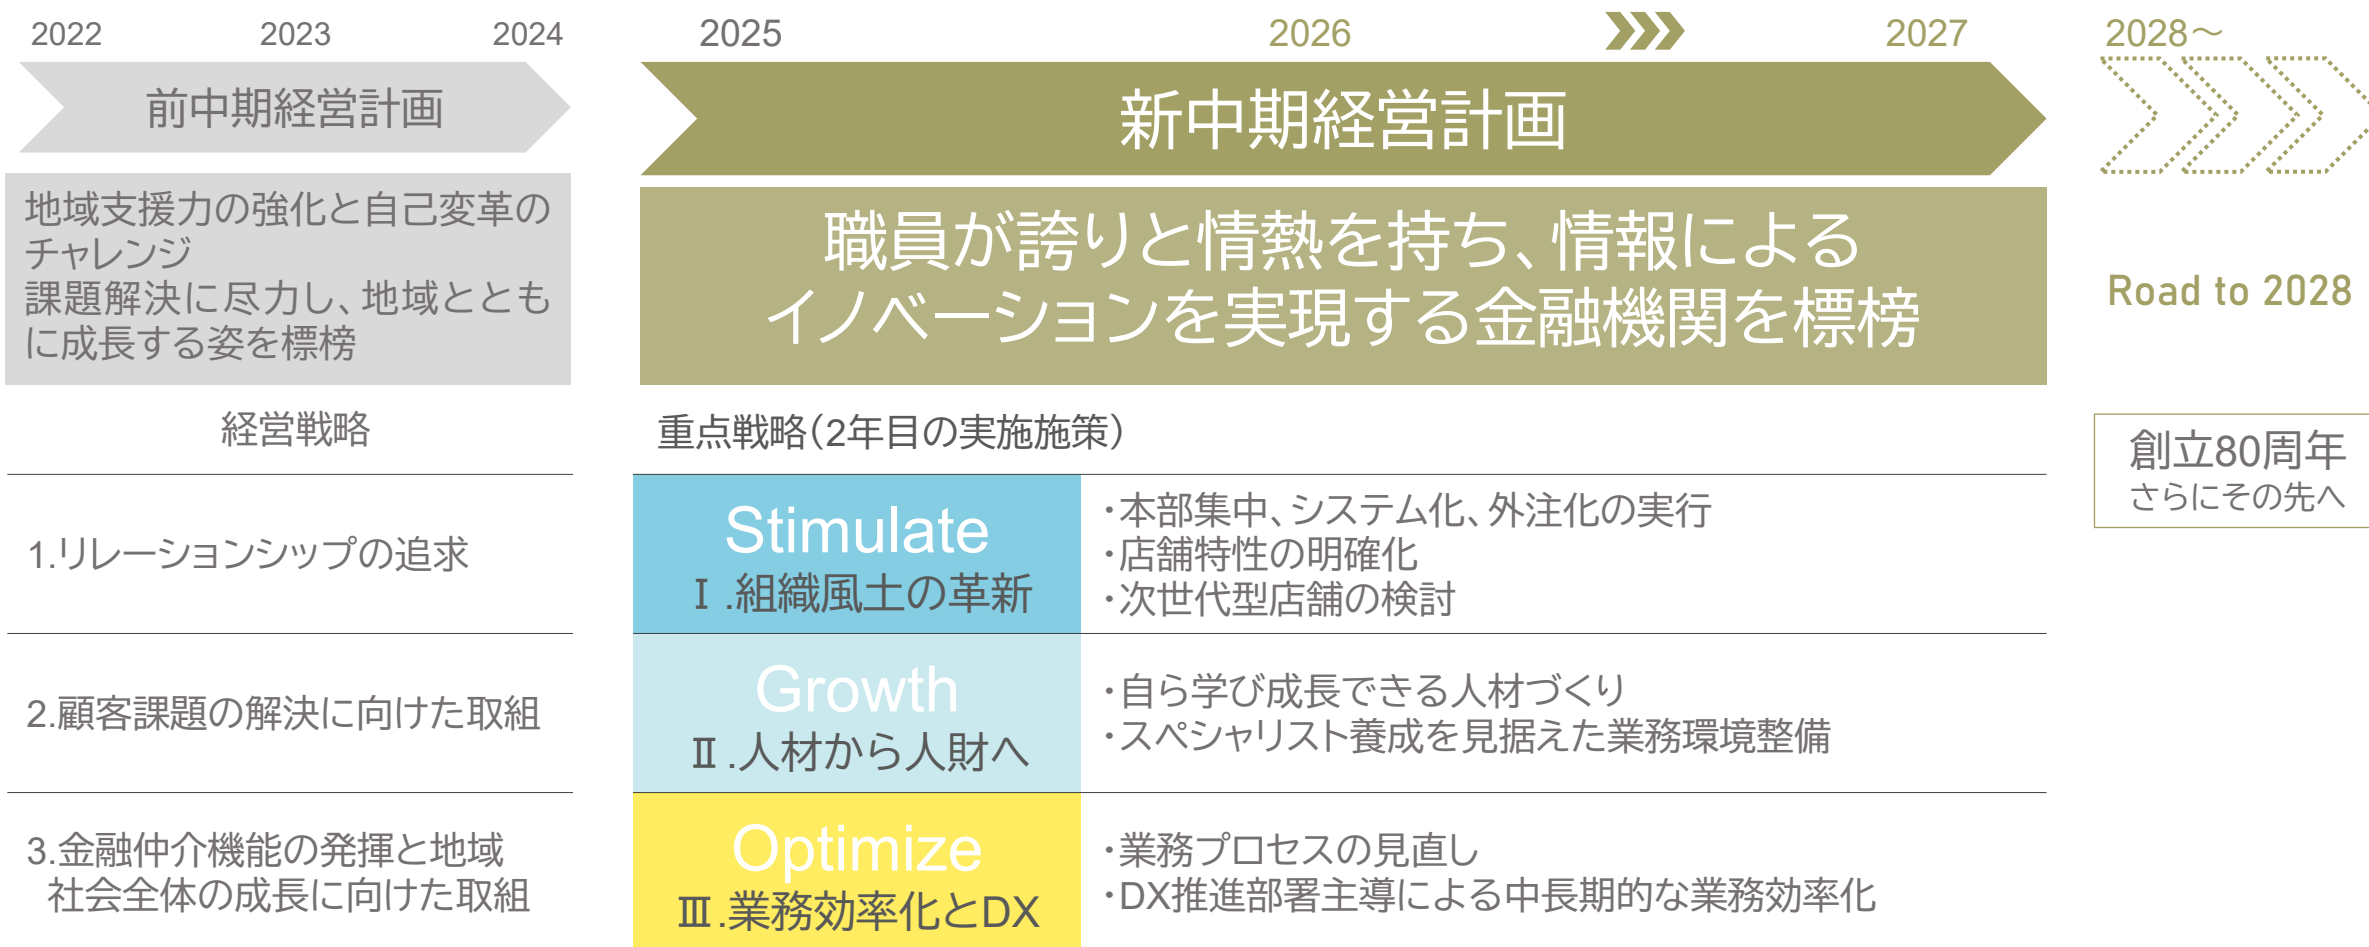 2022 2023 2024 2025 2026 2027 2028～
前中期経営計画
新中期経営計画
地域支援力の強化と自己変革の
チャレンジ
課題解決に尽力し、地域ととも
に成長する姿を標榜
職員が誇りと情熱を持ち、情報による
イノベーションを実現する金融機関を標榜
Road to 2028
経営戦略
重点戦略（2年目の実施施策）
創立80周年
さらにその先へ
1.リレーションシップの追求
Stimulate
Ⅰ.組織風土の革新
・本部集中、システム化、外注化の実行
・店舗特性の明確化
・次世代型店舗の検討
2.顧客課題の解決に向けた取組
Growth
Ⅱ.人材から人財へ
・自ら学び成長できる人材づくり
・スペシャリスト養成を見据えた業務環境整備
3.金融仲介機能の発揮と地域
社会全体の成長に向けた取組
Optimize
Ⅲ.業務効率化とDX
・業務プロセスの見直し
・DX推進部署主導による中長期的な業務効率化